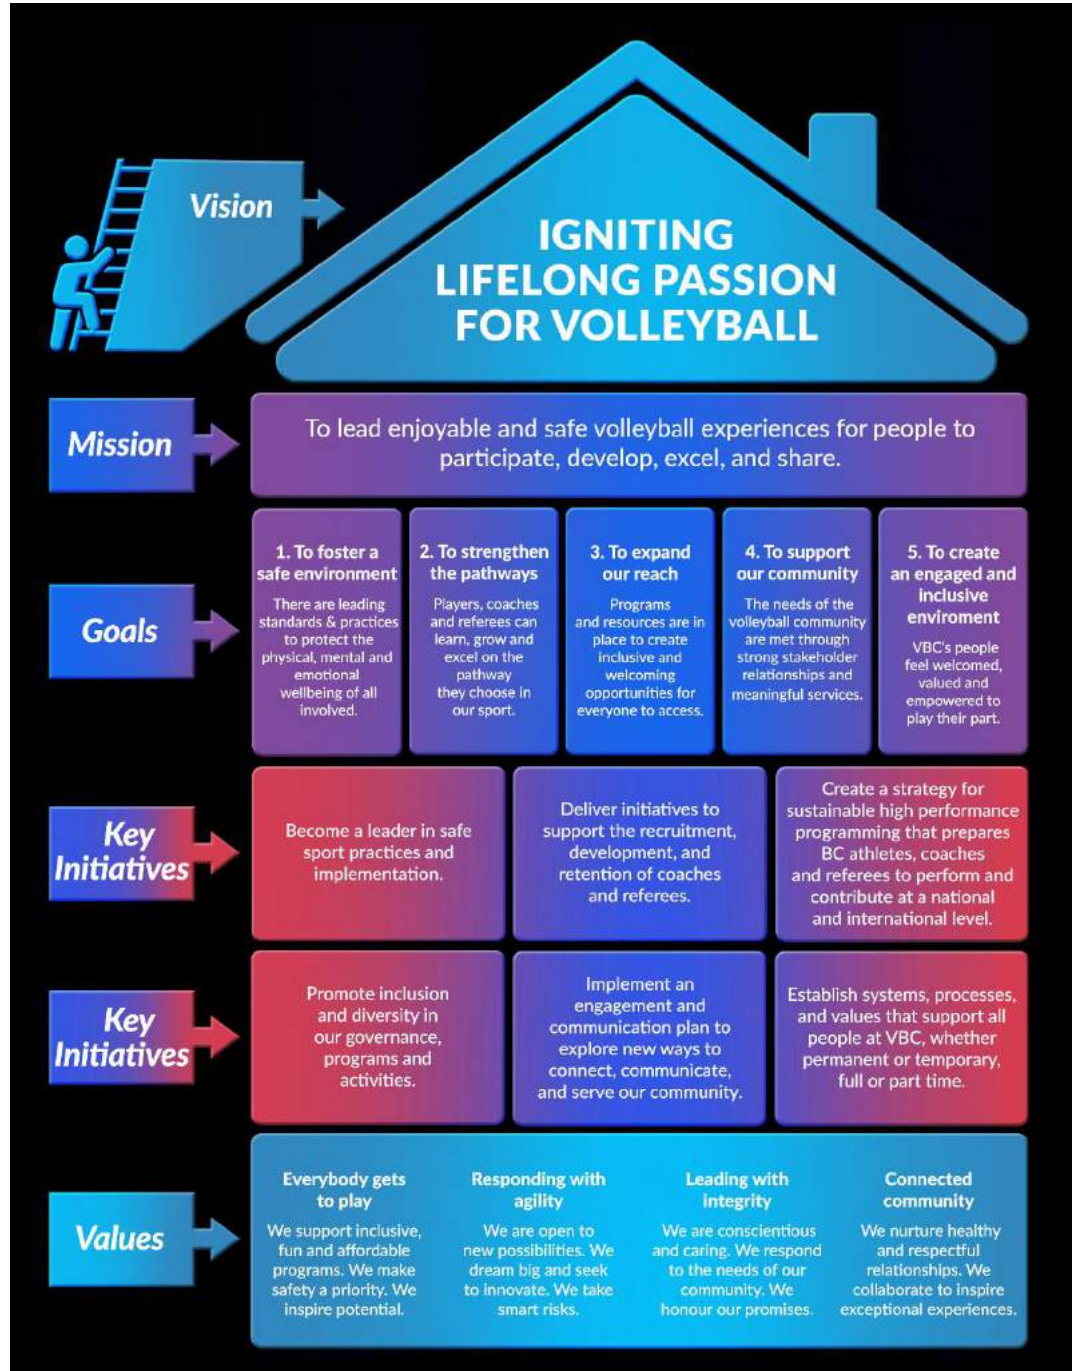 Vision
IGNITING
LIFELONG PASSION
FOR VOLLEYBALL
Mission
To lead enjoyable and safe volleyball experiences for people to
participate, develop, excel, and share.
Goals
1. To foster a
safe environment
There are leading
standards & practices
to protect the
physical, mental and
emotional
wellbeing of all
involved.
2. To strengthen
the pathways
Players, coaches
and referees can
learn, grow and
excel on the
pathway
they choose in
our sport.
3. To expand
our reach
Programs
and resources are in
place to create
inclusive and
welcoming
opportunities for
everyone to access.
4. To support
our community
The needs of the
volleyball community
are met through
strong stakeholder
relationships and
meaningful services.
5. To create
an engaged and
inclusive
enviroment
VBC's people
feel welcomed,
valued and
empowered to
play their part.
Key
Initiatives
Become a leader in safe
sport practices and
implementation.
Deliver initiatives to
support the recruitment,
development, and
retention of coaches
and referees.
Create a strategy for
sustainable high performance
programming that prepares
BC athletes, coaches
and referees to perform and
contribute at a national
and international level.
Key
Initiatives
Promote inclusion
and diversity in
our governance,
programs and
activities.
Implement an
engagement and
communication plan to
explore new ways to
connect, communicate,
and serve our community.
Establish systems, processes,
and values that support all
people at VBC, whether
permanent or temporary,
full or part time.
Values
Everybody gets
to play
We support inclusive,
fun and affordable
programs. We make
safety a priority. We
inspire potential.
Responding with
agility
We are open to
new possibilities. We
dream big and seek
to innovate. We take
smart risks.
Leading with
integrity
We are conscientious
and caring. We respond
to the needs of our
community. We
honour our promises.
Connected
community
We nurture healthy
and respectful
relationships. We
collaborate to inspire
exceptional experiences.